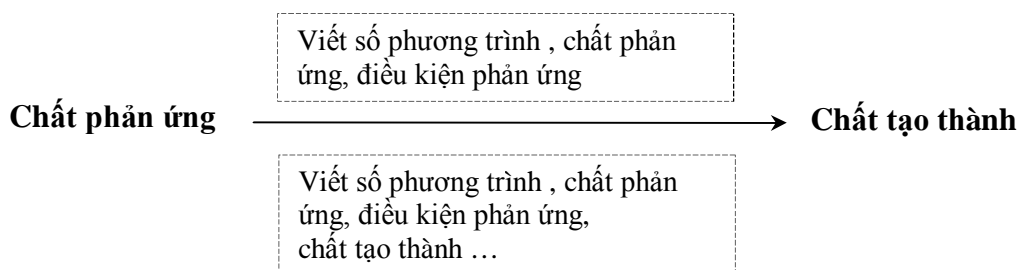 Viết số phương trình , chất phản
ứng, điều kiện phản ứng
Chất phản ứng
Chất tạo thành
Viết số phương trình , chất phản
ứng, điều kiện phản ứng,
chất tạo thành …